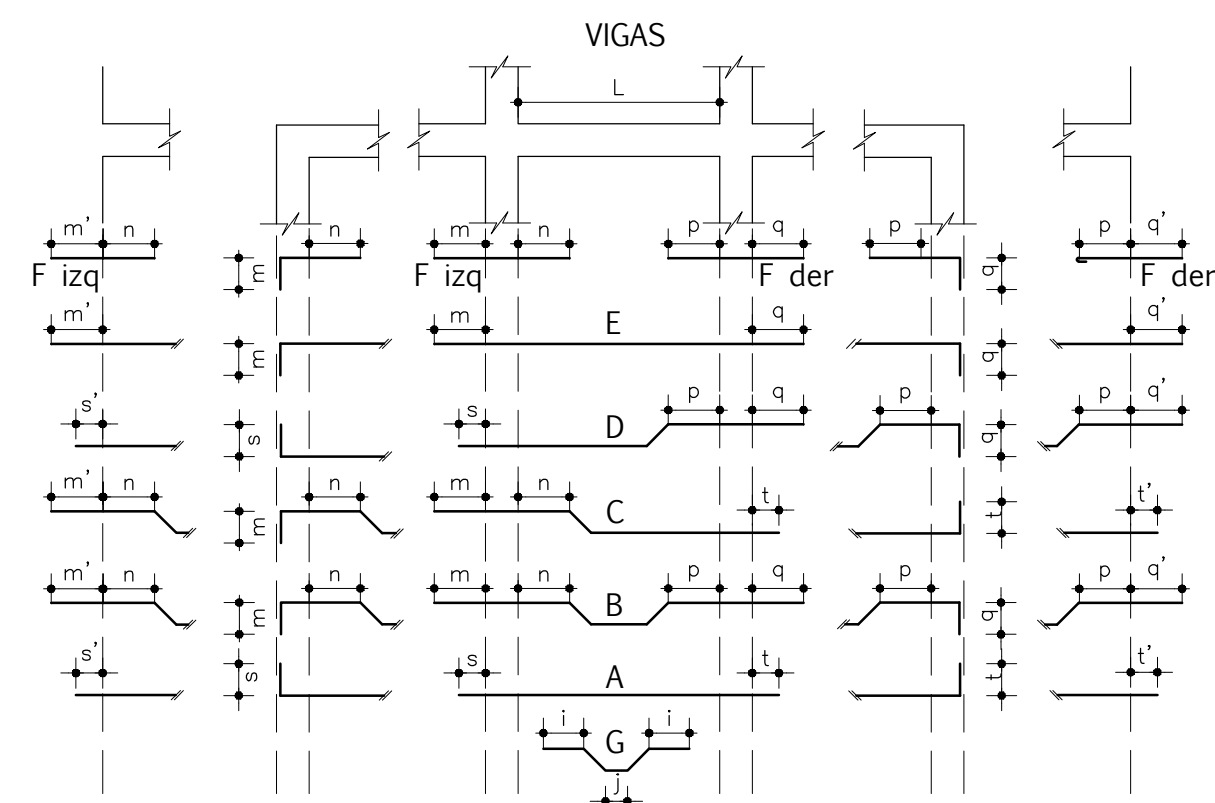 VIGAS
L
m' n n m n p q p p q'
F izq m F izq F der q F der
m' m E q q'
m q
s' s D p q p p q'
s q
m' n n m n C t t'
m t
m' n n m n B p q p p q'
m q
s' s A t t'
s t
i G i
j